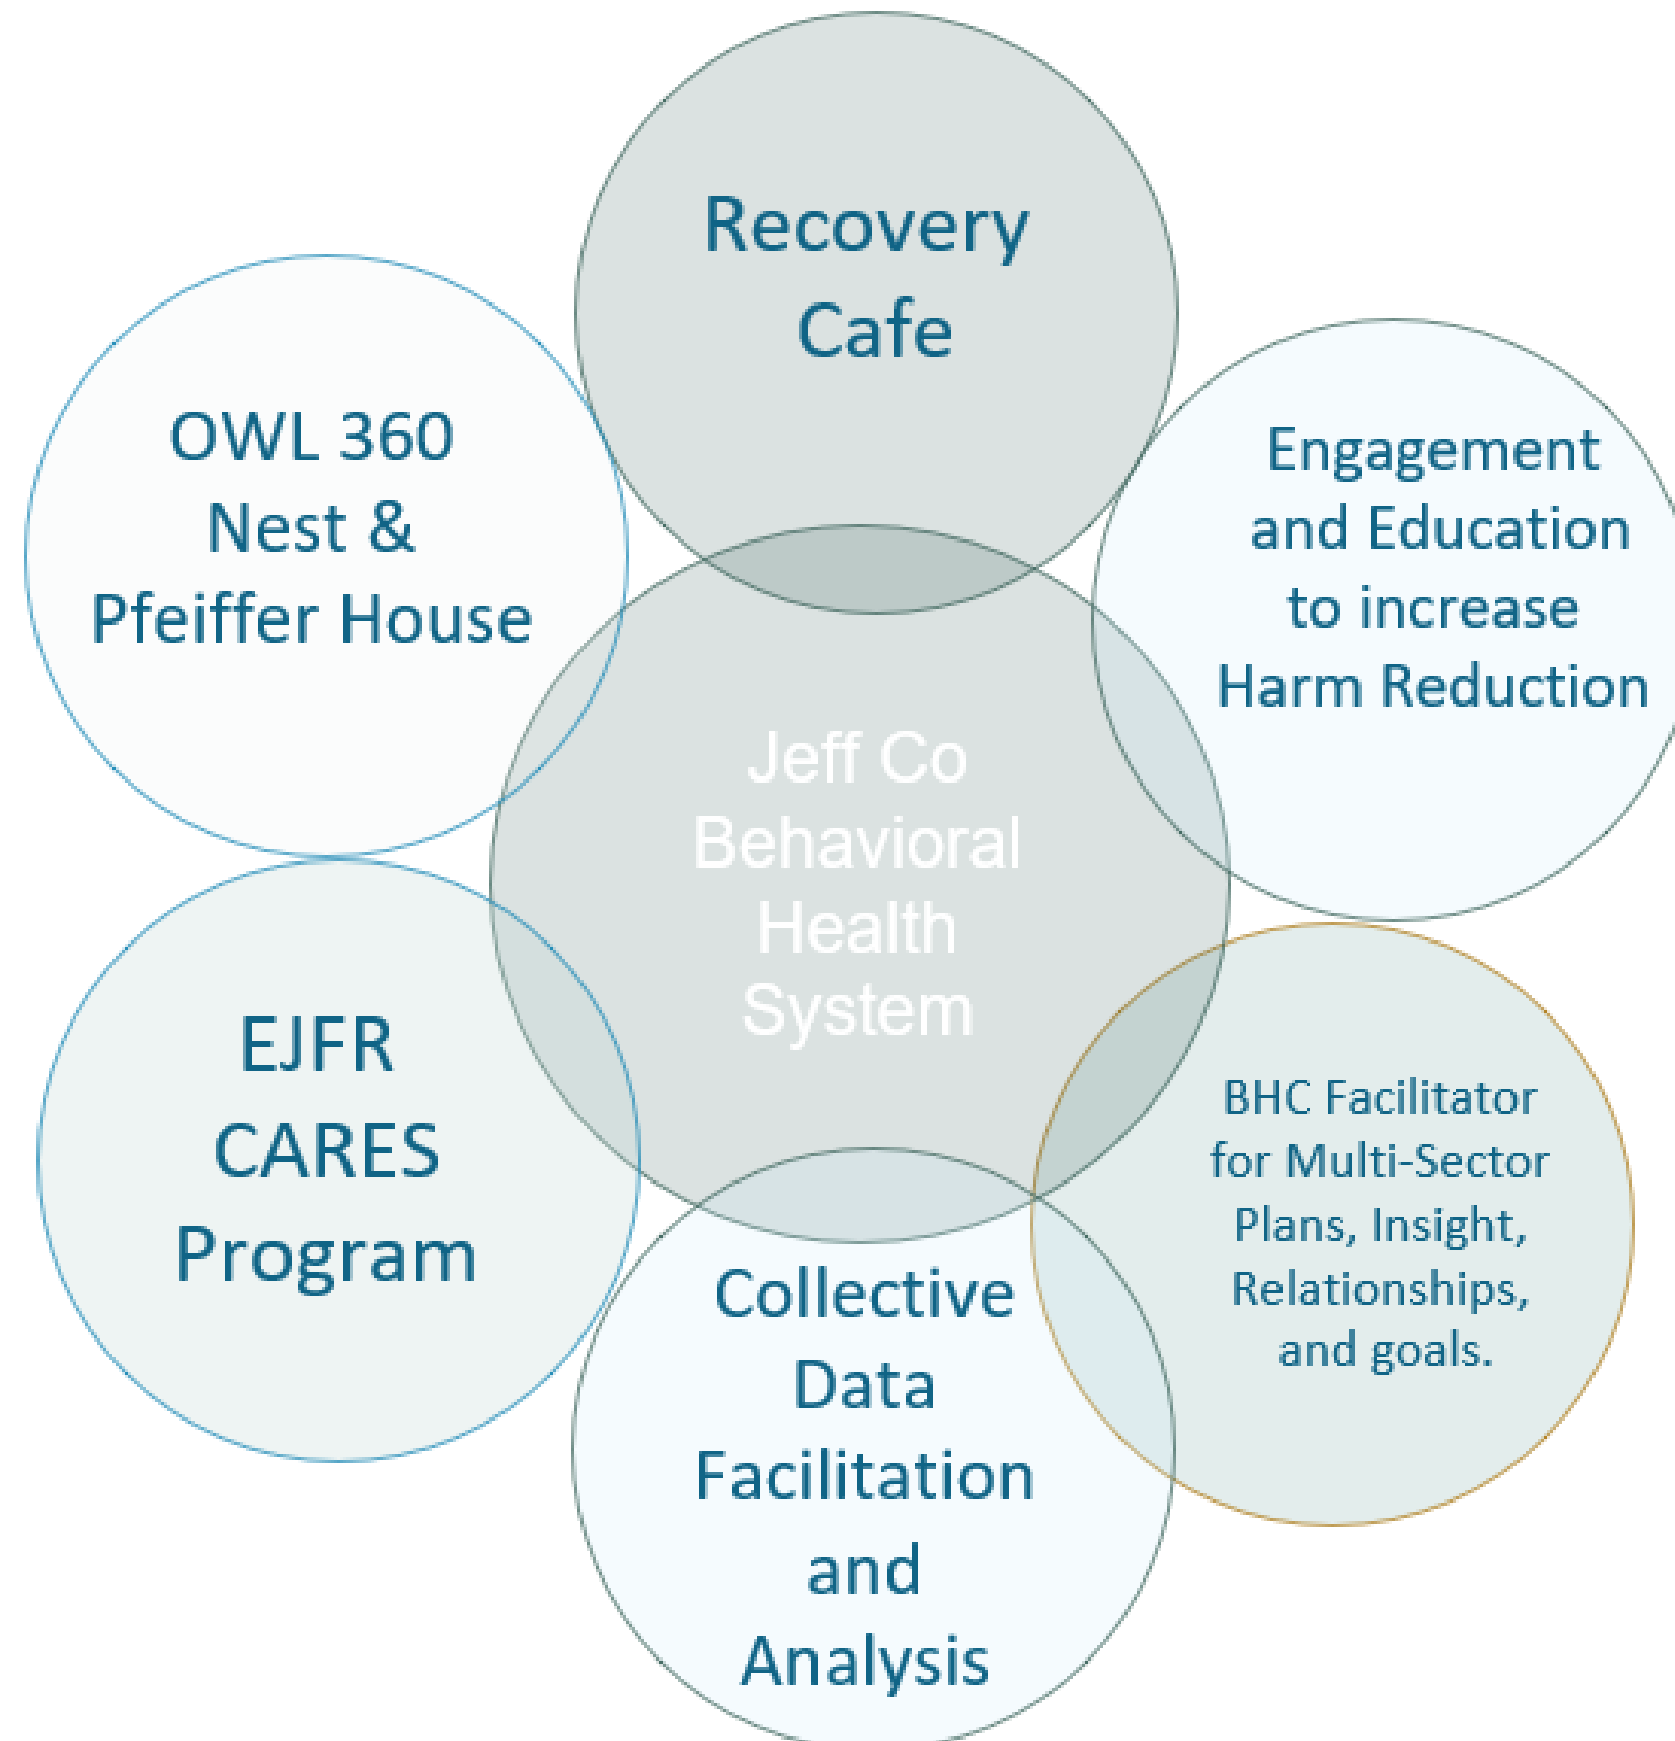 Recovery
Cafe
OWL 360
Nest &
Pfeiffer House
Engagement
and Education
to increase
Harm Reduction
Jeff Co
Behavioral
Health
System
EJFR
CARES
Program
BHC Facilitator
for Multi-Sector
Plans, Insight,
Relationships,
and goals.
Collective
Data
Facilitation
and
Analysis